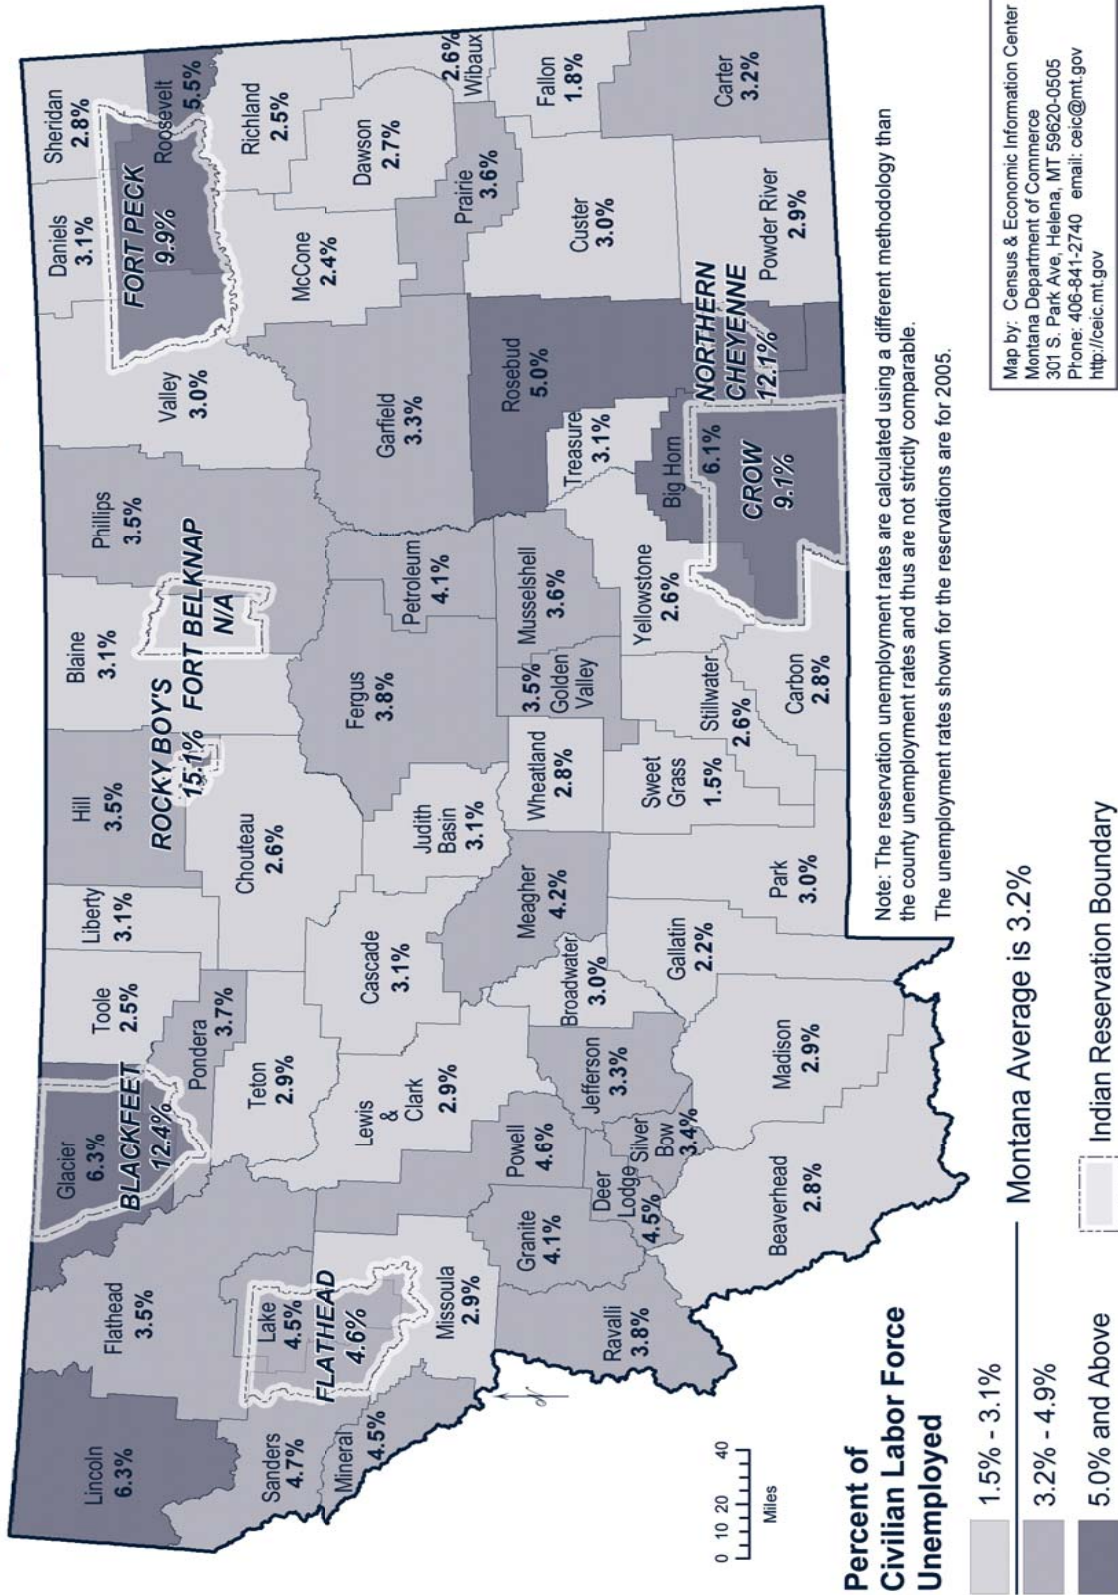 Lincoln
6.3%
Flathead
3.5%
Glacier
6.3%
BLACKFEET
12.4%
Toole
2.5%
Liberty
3.1%
Hill
3.5%
ROCKY BOY'S
15.1%
Blaine
3.1%
FORT BELKNAP
N/A
Phillips
3.5%
Valley
3.0%
Daniels
3.1%
Sheridan
2.8%
FORT PECK
9.9%
Roosevelt
5.5%
Sanders
4.7%
Lake
4.5%
FLATHEAD
4.6%
Pondera
3.7%
Teton
2.9%
Chouteau
2.6%
Richland
2.5%
McCone
2.4%
Dawson
2.7%
2.6%
Wibaux
Mineral
4.5%
Missoula
2.9%
Lewis
&
Clark
2.9%
Cascade
3.1%
Judith
Basin
3.1%
Fergus
3.8%
Petroleum
4.1%
Garfield
3.3%
Prairie
3.6%
Powell
4.6%
Granite
4.1%
Ravalli
3.8%
Deer
Lodge
4.5%
Silver
Bow
3.4%
Jefferson
3.3%
Broadwater
3.0%
Meagher
4.2%
Wheatland
2.8%
3.5%
Golden
Valley
Musselshell
3.6%
Rosebud
5.0%
Treasure
3.1%
Custer
3.0%
Fallon
1.8%
Beaverhead
2.8%
Madison
2.9%
Gallatin
2.2%
Park
3.0%
Sweet
Grass
1.5%
Stillwater
2.6%
Yellowstone
2.6%
Carbon
2.8%
Big Horn
6.1%
CROW
9.1%
NORTHERN
CHEYENNE
12.1%
Powder River
2.9%
Carter
3.2%
N
0 10 20 40
Miles
Note: The reservation unemployment rates are calculated using a different methodology than
the county unemployment rates and thus are not strictly comparable.
The unemployment rates shown for the reservations are for 2005.
Percent of
Civilian Labor Force
Unemployed
1.5% - 3.1%
Montana Average is 3.2%
3.2% - 4.9%
5.0% and Above
Indian Reservation Boundary
Map by: Census & Economic Information Center
Montana Department of Commerce
301 S. Park Ave, Helena, MT 59620-0505
Phone: 406-841-2740 email: ceic@mt.gov
http://ceic.mt.gov